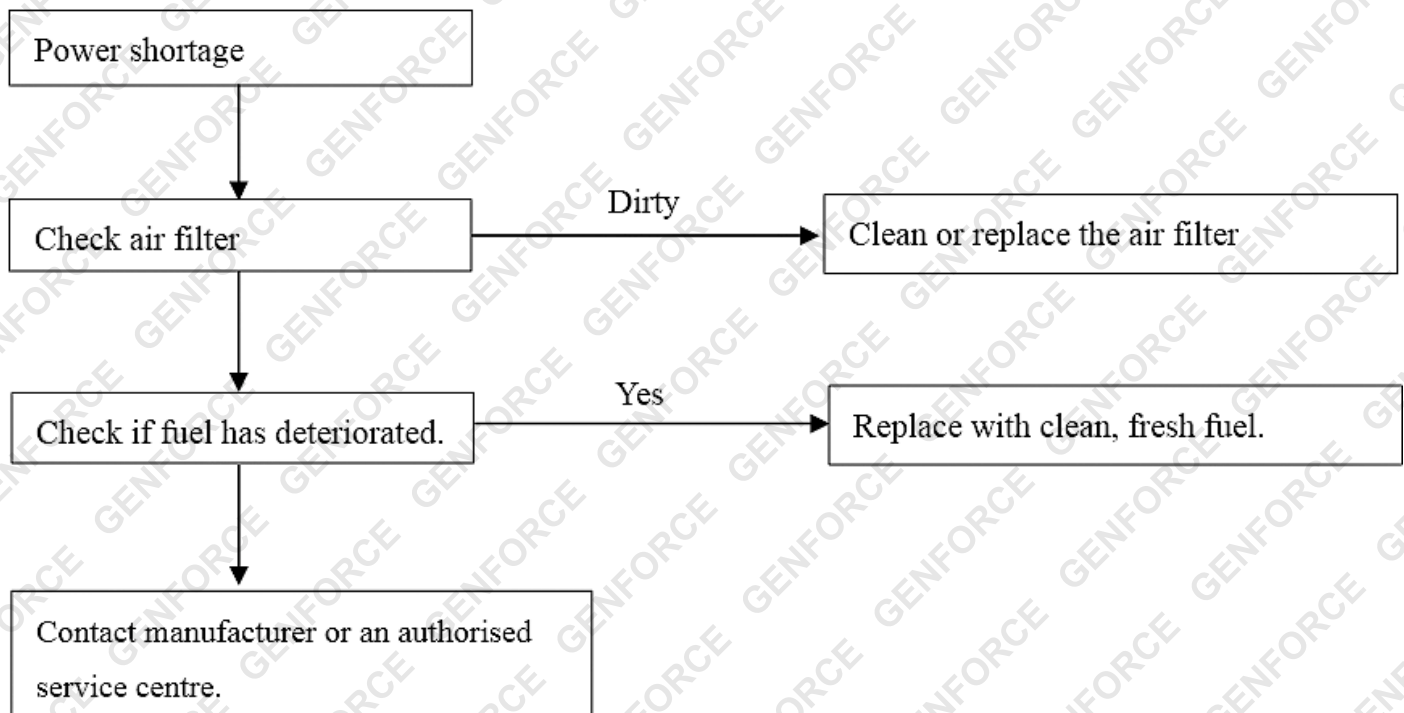 Power shortage
Check air filter
Dirty
Clean or replace the air filter
Check if fuel has deteriorated.
Yes
Replace with clean, fresh fuel.
Contact manufacturer or an authorised
service centre.
GENFORCE